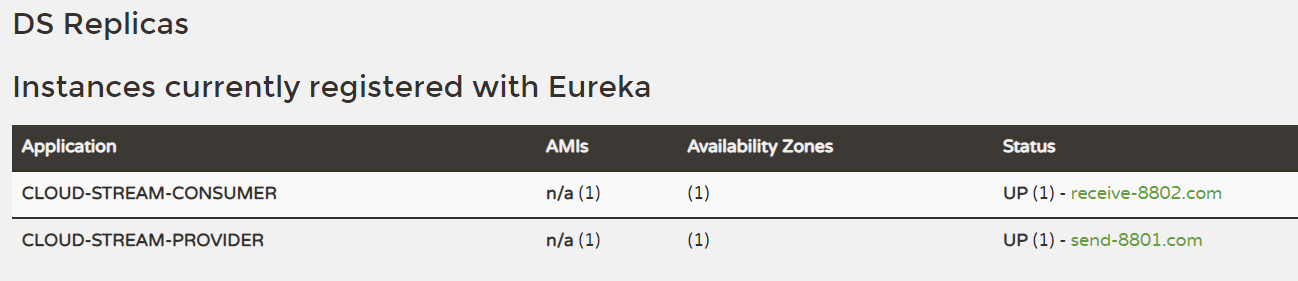 DS Replicas
Instances currently registered with Eureka
Application AMIs Availability Zones Status
CLOUD-STREAM-CONSUMER n/a (1) (1) UP (1) - receive-8802.com
CLOUD-STREAM-PROVIDER n/a (1) (1) UP (1) - send-8801.com